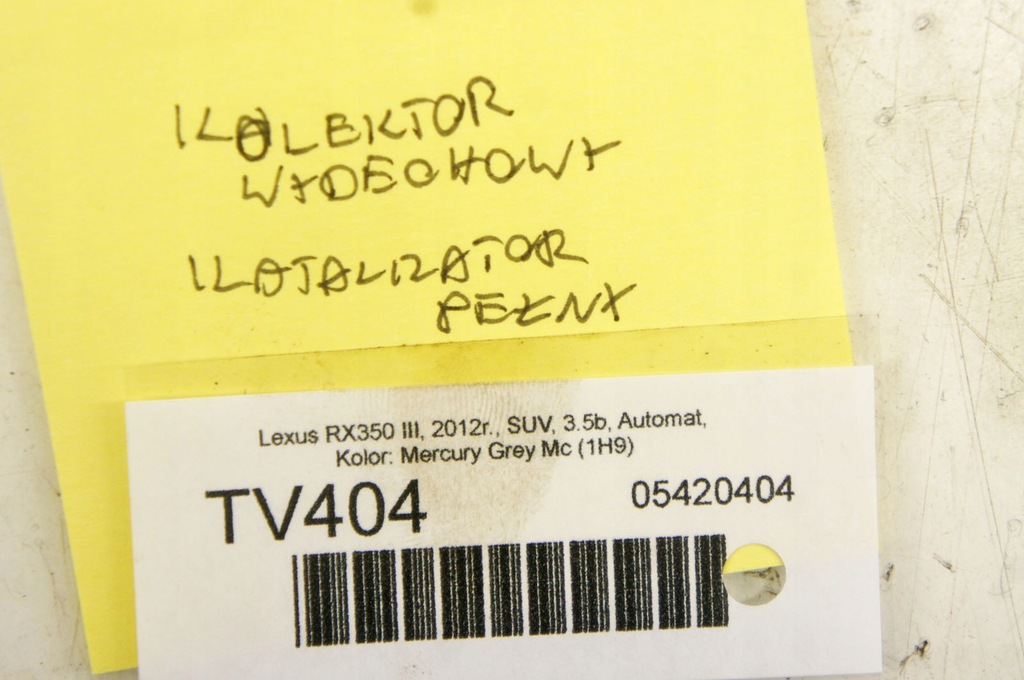 KOLEKTOR
WYDECHOWY
KATALIZATOR
PEŁNY
Lexus RX350 III, 2012r., SUV, 3.5b, Automat,
Kolor: Mercury Grey Mc (1H9)
TV404 05420404